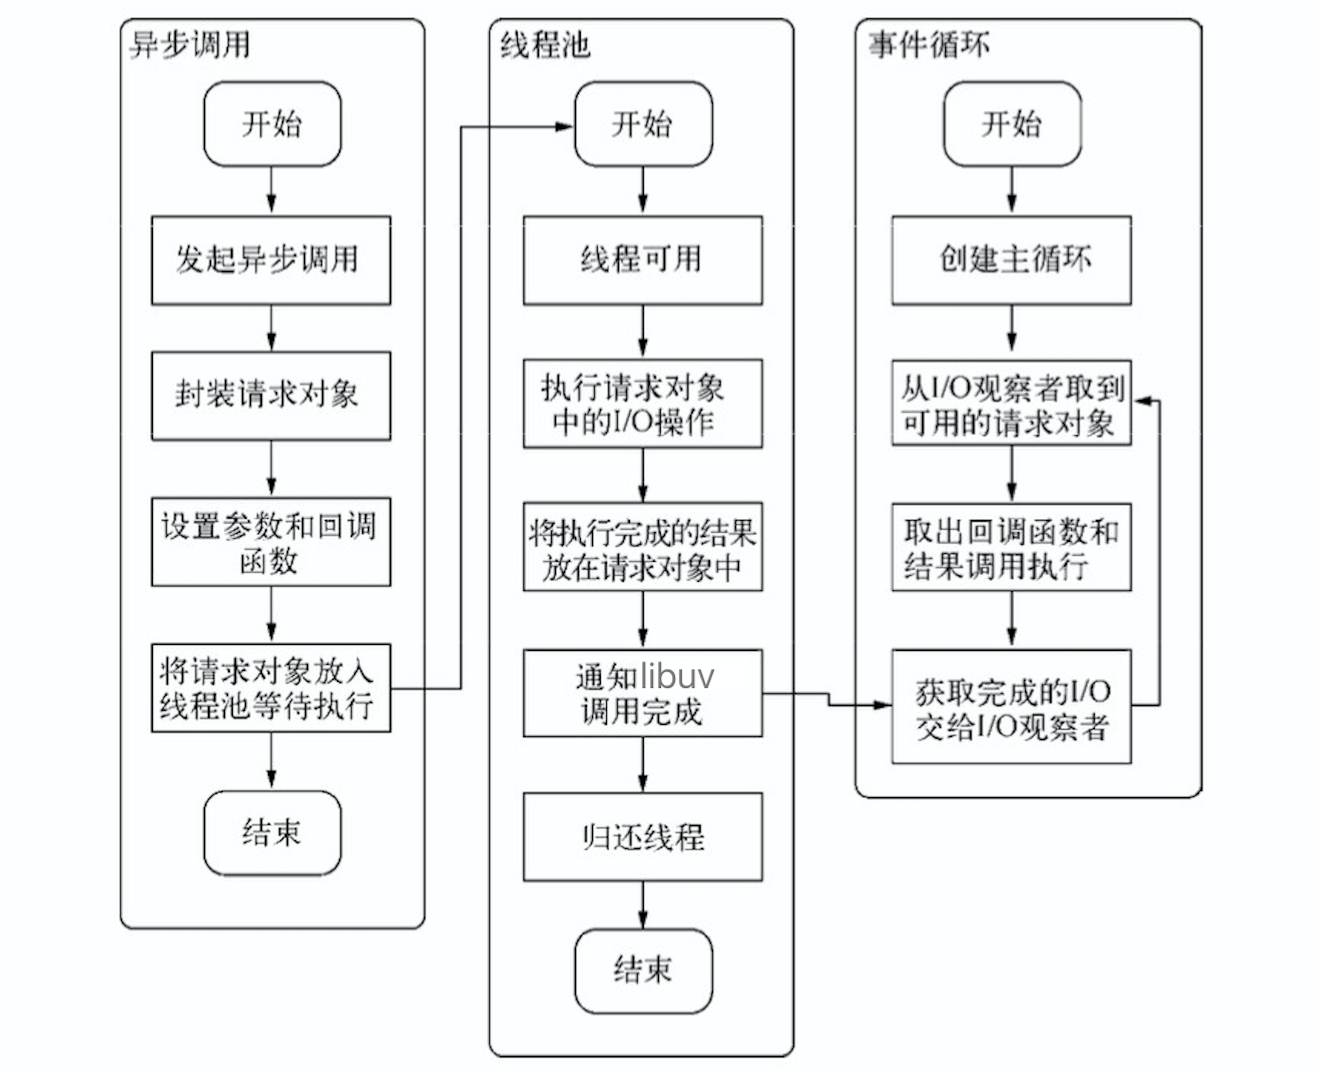 异步调用
开始
发起异步调用
封装请求对象
设置参数和回调
函数
将请求对象放入
线程池等待执行
结束
线程池
开始
线程可用
执行请求对象
中的I/O操作
将执行完成的结果
放在请求对象中
通知libuv
调用完成
归还线程
结束
事件循环
开始
创建主循环
从I/O观察者取到
可用的请求对象
取出回调函数和
结果调用执行
获取完成的I/O
交给I/O观察者